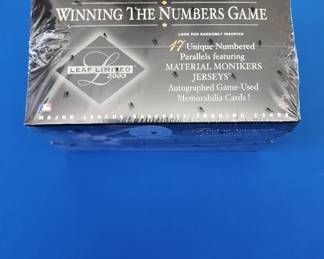 WINNING THE NUMBERS GAME
LOOK FOR RANDOMLY INSERTED
17 Unique Numbered
Parallels featuring
MATERIAL MONIKERS
JERSEYS
Autographed Game-Used
Memorabilia Cards!
LEAF LIMITED
2003
MAJOR LEAGUE BASEBALL TRADING CARDS